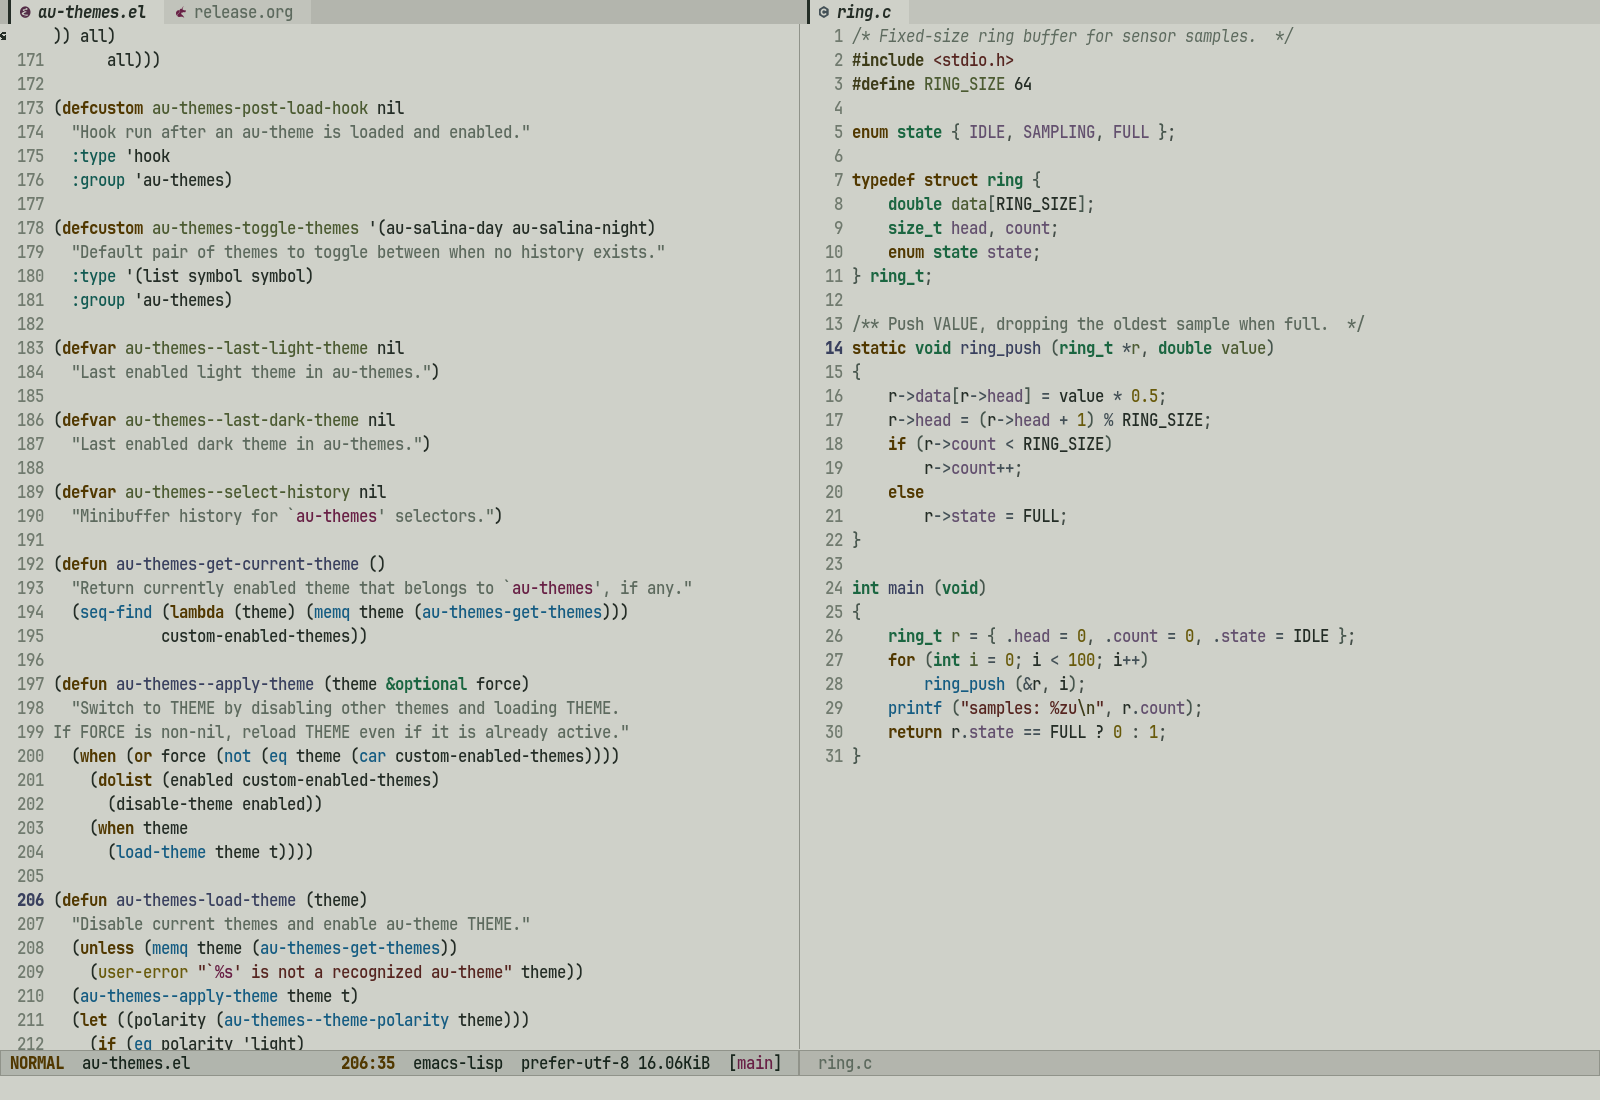 au-themes.el release.org
)) all)
171       all)))
172
173 (defcustom au-themes-post-load-hook nil
174   "Hook run after an au-theme is loaded and enabled."
175   :type 'hook
176   :group 'au-themes)
177
178 (defcustom au-themes-toggle-themes '(au-salina-day au-salina-night)
179   "Default pair of themes to toggle between when no history exists."
180   :type '(list symbol symbol)
181   :group 'au-themes)
182
183 (defvar au-themes--last-light-theme nil
184   "Last enabled light theme in au-themes.")
185
186 (defvar au-themes--last-dark-theme nil
187   "Last enabled dark theme in au-themes.")
188
189 (defvar au-themes--select-history nil
190   "Minibuffer history for `au-themes' selectors.")
191
192 (defun au-themes-get-current-theme ()
193   "Return currently enabled theme that belongs to `au-themes', if any."
194   (seq-find (lambda (theme) (memq theme (au-themes-get-themes)))
195             custom-enabled-themes))
196
197 (defun au-themes--apply-theme (theme &optional force)
198   "Switch to THEME by disabling other themes and loading THEME.
199 If FORCE is non-nil, reload THEME even if it is already active."
200   (when (or force (not (eq theme (car custom-enabled-themes))))
201     (dolist (enabled custom-enabled-themes)
202       (disable-theme enabled))
203     (when theme
204       (load-theme theme t))))
205
206 (defun au-themes-load-theme (theme)
207   "Disable current themes and enable au-theme THEME."
208   (unless (memq theme (au-themes-get-themes))
209     (user-error "`%s' is not a recognized au-theme" theme))
210   (au-themes--apply-theme theme t)
211   (let ((polarity (au-themes--theme-polarity theme)))
212     (if (eq polarity 'light)
NORMAL  au-themes.el  206:35  emacs-lisp  prefer-utf-8 16.06KiB  [main]
ring.c
1 /* Fixed-size ring buffer for sensor samples.  */
2 #include <stdio.h>
3 #define RING_SIZE 64
4
5 enum state { IDLE, SAMPLING, FULL };
6
7 typedef struct ring {
8     double data[RING_SIZE];
9     size_t head, count;
10     enum state state;
11 } ring_t;
12
13 /** Push VALUE, dropping the oldest sample when full.  */
14 static void ring_push (ring_t *r, double value)
15 {
16     r->data[r->head] = value * 0.5;
17     r->head = (r->head + 1) % RING_SIZE;
18     if (r->count < RING_SIZE)
19         r->count++;
20     else
21         r->state = FULL;
22 }
23
24 int main (void)
25 {
26     ring_t r = { .head = 0, .count = 0, .state = IDLE };
27     for (int i = 0; i < 100; i++)
28         ring_push (&r, i);
29     printf ("samples: %zu\n", r.count);
30     return r.state == FULL ? 0 : 1;
31 }
ring.c